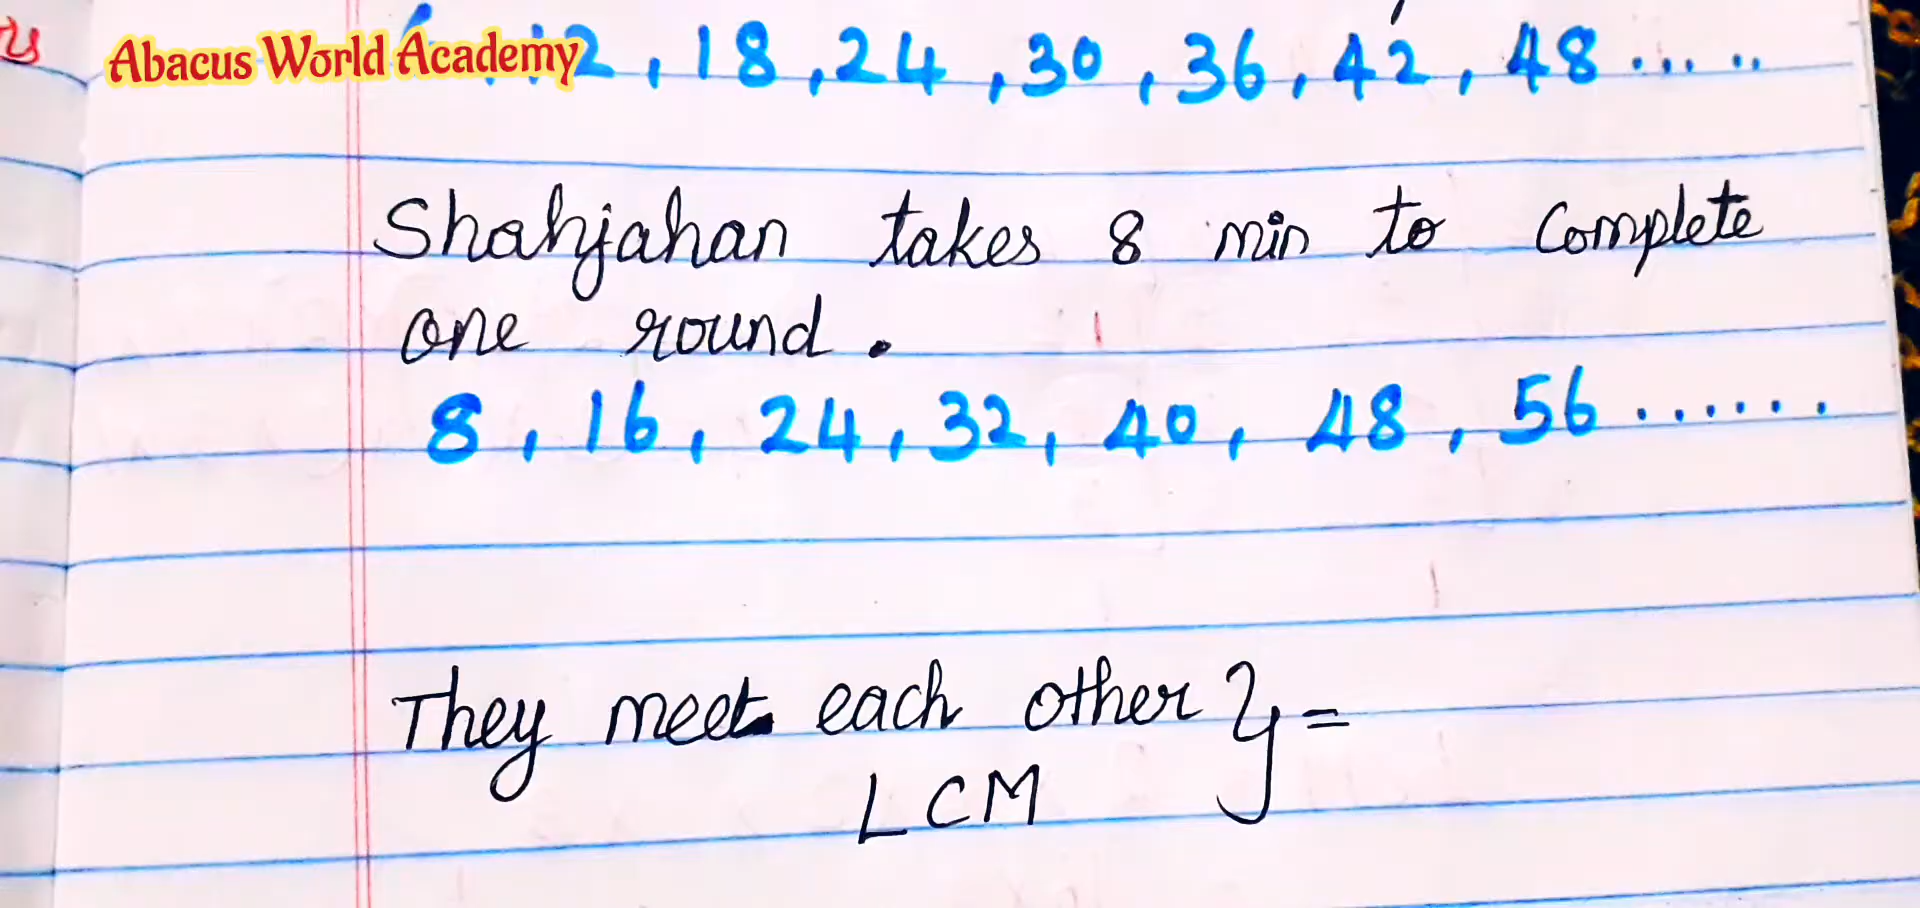 Abacus World Academy
12, 18, 24, 30, 36, 42, 48.....
Shahjahan takes 8 min to complete
one round.
8, 16, 24, 32, 40, 48, 56......
They meet each other } =
LCM